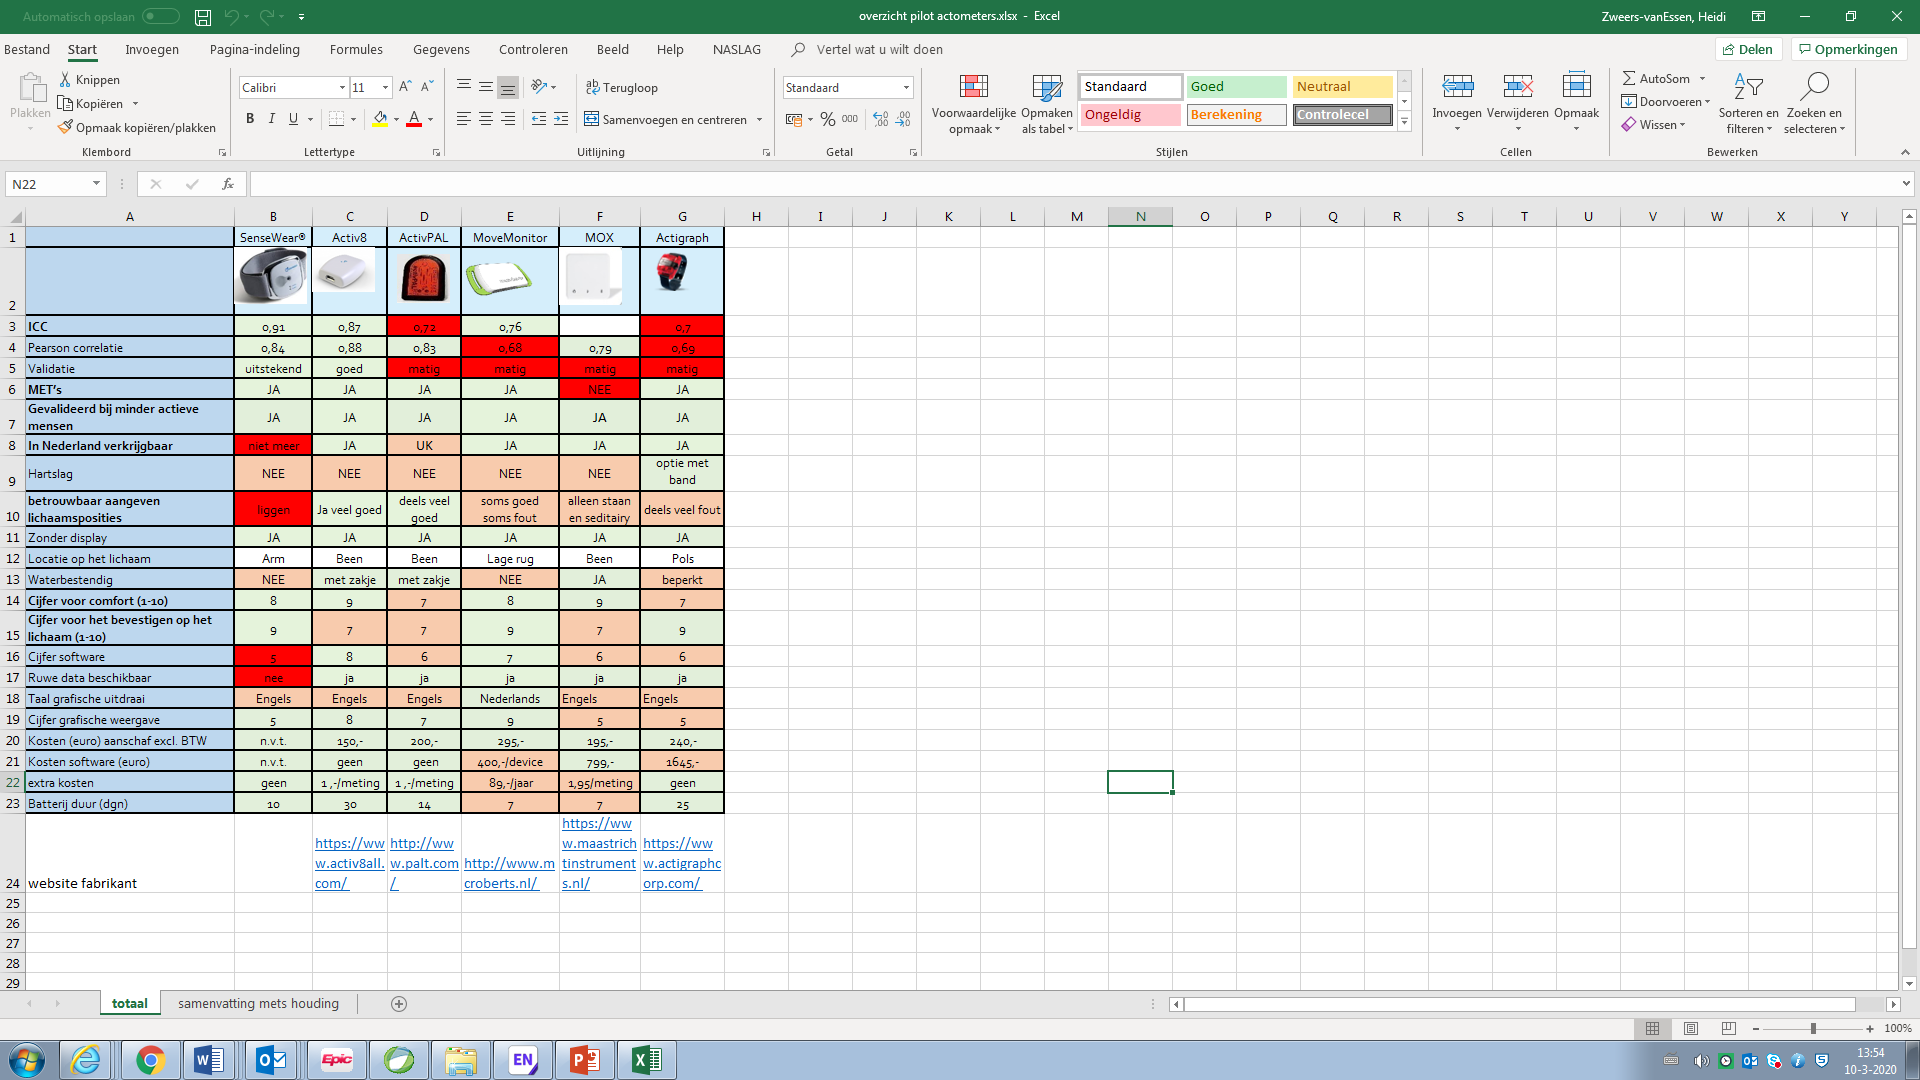 Automatisch opslaan
overzicht pilot actometers.xlsx - Excel
Zweers-vanEssen, Heidi
Bestand Start Invoegen Pagina-indeling Formules Gegevens Controleren Beeld Help NASLAG Vertel wat u wilt doen Delen Opmerkingen
Plakken
Knippen
Kopiëren
Opmaak kopiëren/plakken
Klembord
Calibri 11
B I U
Lettertype
Terugloop
Samenvoegen en centreren
Uitlijning
Standaard
% 000
Getal
Voorwaardelijke opmaak
Opmaken als tabel
Standaard Goed Neutraal
Ongeldig Berekening Controlecel
Stijlen
Invoegen Verwijderen Opmaak
Cellen
AutoSom
Doorvoeren
Wissen
Sorteren en filteren
Zoeken en selecteren
Bewerken
N22 fx
A B C D E F G H I J K L M N O P Q R S T U V W X Y
1 SenseWear® Activ8 ActivPAL MoveMonitor MOX Actigraph
2
3 ICC 0,91 0,87 0,72 0,76 0,7
4 Pearson correlatie 0,84 0,88 0,83 0,68 0,79 0,69
5 Validatie uitstekend goed matig matig matig matig
6 MET's JA JA JA JA NEE JA
7 Gevalideerd bij minder actieve mensen JA JA JA JA JA JA
8 In Nederland verkrijgbaar niet meer JA UK JA JA JA
9 Hartslag NEE NEE NEE NEE NEE optie met band
10 betrouwbaar aangeven lichaamsposities liggen Ja veel goed deels veel goed soms goed soms fout alleen staan en seditairy deels veel fout
11 Zonder display JA JA JA JA JA JA
12 Locatie op het lichaam Arm Been Been Lage rug Been Pols
13 Waterbestendig NEE met zakje met zakje NEE JA beperkt
14 Cijfer voor comfort (1-10) 8 9 7 8 9 7
15 Cijfer voor het bevestigen op het lichaam (1-10) 9 7 7 9 7 9
16 Cijfer software 5 8 6 7 6 6
17 Ruwe data beschikbaar nee ja ja ja ja ja
18 Taal grafische uitdraai Engels Engels Engels Nederlands Engels Engels
19 Cijfer grafische weergave 5 8 7 9 5 5
20 Kosten (euro) aanschaf excl. BTW n.v.t. 150,- 200,- 295,- 195,- 240,-
21 Kosten software (euro) n.v.t. geen geen 400,-/device 799,- 1645,-
22 extra kosten geen 1 ,-/meting 1 ,-/meting 89,-/jaar 1,95/meting geen
23 Batterij duur (dgn) 10 30 14 7 7 25
24 website fabrikant https://www.activ8all.com/ http://www.palt.com/ http://www.mcroberts.nl/ https://www.maastrichtinstruments.nl/ https://www.actigraphcorp.com/
25
26
27
28
29
totaal samenvatting mets houding
100%
Epic EN
13:54
10-3-2020